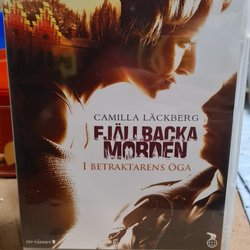 CAMILLA LÄCKBERG
FJÄLLBACKA
MORDEN
I BETRAKTARENS ÖGA